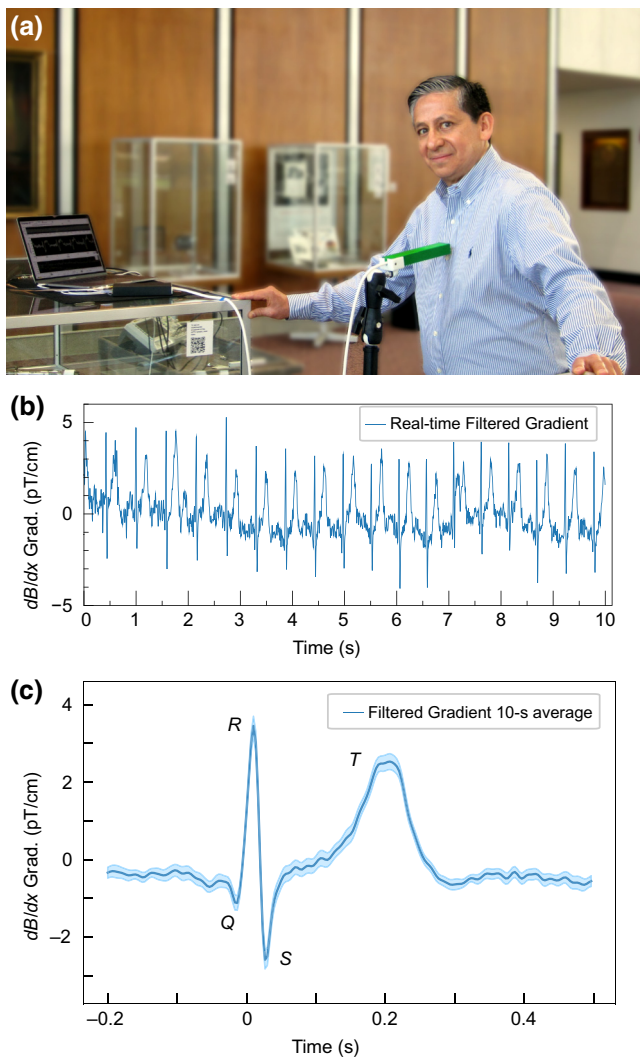 (a)
(b)
5
0
−5
dB/dx Grad. (pT/cm)
Real-time Filtered Gradient
0 1 2 3 4 5 6 7 8 9 10
Time (s)
(c)
4
2
0
−2
dB/dx Grad. (pT/cm)
Filtered Gradient 10-s average
R
T
Q
S
−0.2 0 0.2 0.4
Time (s)